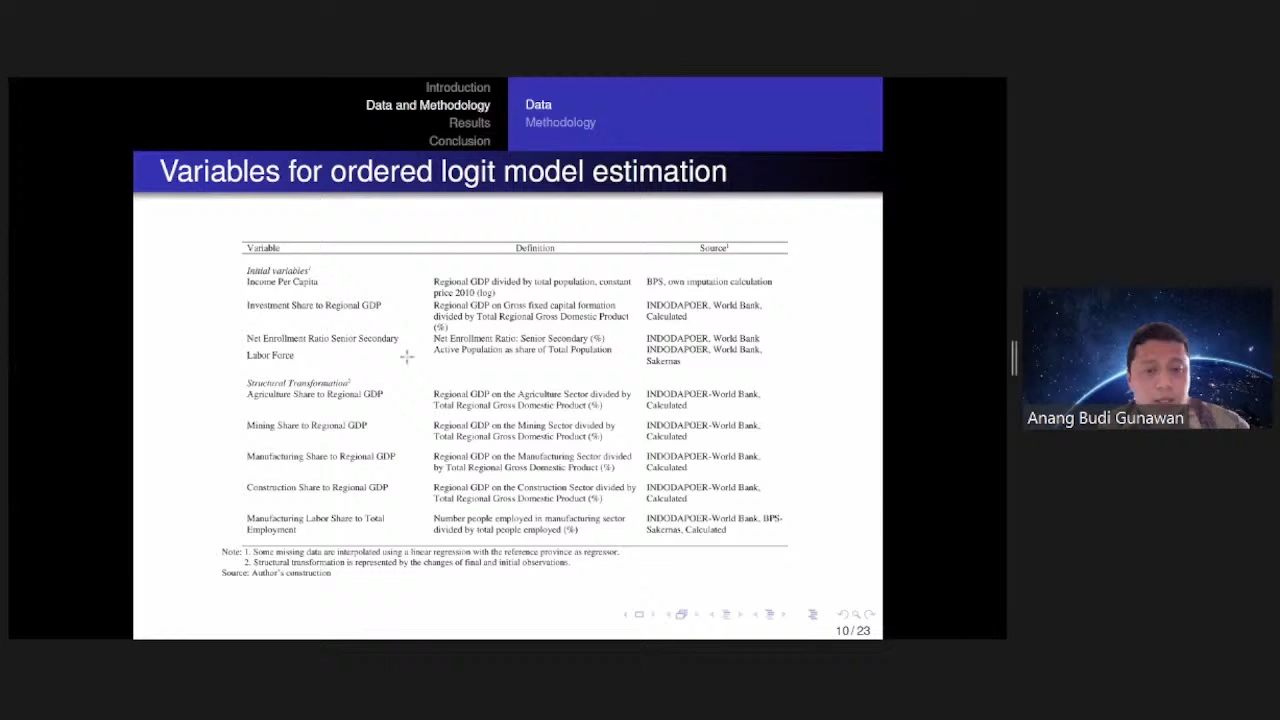 Introduction
Data and Methodology
Results
Conclusion
Data
Methodology
Variables for ordered logit model estimation
Variable Definition Source¹
Initial variables¹
Income Per Capita Regional GDP divided by total population, constant BPS, own imputation calculation
price 2010 (log)
Investment Share to Regional GDP Regional GDP on Gross fixed capital formation INDODAPOER, World Bank,
divided by Total Regional Gross Domestic Product Calculated
(%)
Net Enrollment Ratio Senior Secondary Net Enrollment Ratio: Senior Secondary (%) INDODAPOER, World Bank
Labor Force Active Population as share of Total Population INDODAPOER, World Bank,
Sakernas
Structural Transformation²
Agriculture Share to Regional GDP Regional GDP on the Agriculture Sector divided by INDODAPOER-World Bank,
Total Regional Gross Domestic Product (%) Calculated
Mining Share to Regional GDP Regional GDP on the Mining Sector divided by INDODAPOER-World Bank,
Total Regional Gross Domestic Product (%) Calculated
Manufacturing Share to Regional GDP Regional GDP on the Manufacturing Sector divided INDODAPOER-World Bank,
by Total Regional Gross Domestic Product (%) Calculated
Construction Share to Regional GDP Regional GDP on the Construction Sector divided by INDODAPOER-World Bank,
Total Regional Gross Domestic Product (%) Calculated
Manufacturing Labor Share to Total Number people employed in manufacturing sector INDODAPOER-World Bank, BPS-
Employment divided by total people employed (%) Sakernas, Calculated
Note: 1. Some missing data are interpolated using a linear regression with the reference province as regressor.
2. Structural transformation is represented by the changes of final and initial observations.
Source: Author's construction
10/23
Anang Budi Gunawan